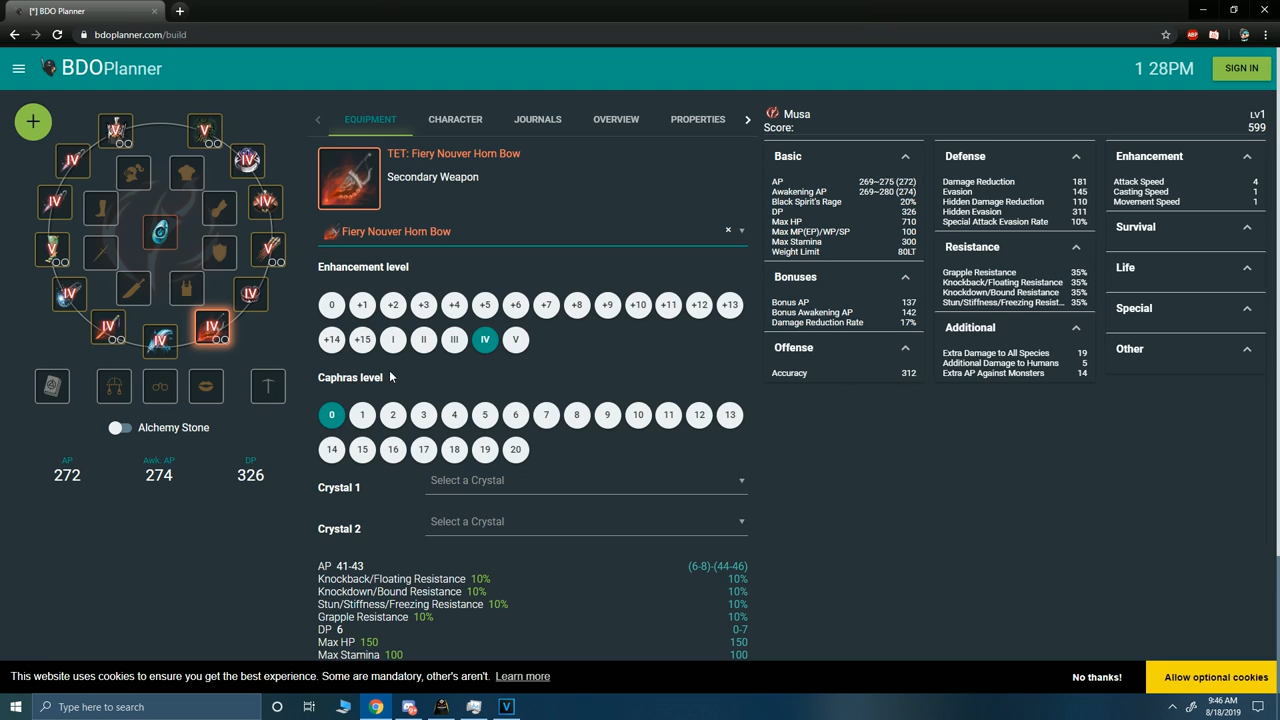 [*] BDO Planner
bdoplanner.com/build
ABP
BDOPlanner
1 28PM
SIGN IN
EQUIPMENT
CHARACTER
JOURNALS
OVERVIEW
PROPERTIES
TET: Fiery Nouver Horn Bow
Secondary Weapon
Fiery Nouver Horn Bow
Enhancement level
0 +1 +2 +3 +4 +5 +6 +7 +8 +9 +10 +11 +12 +13
+14 +15 I II III IV V
Caphras level
0 1 2 3 4 5 6 7 8 9 10 11 12 13
14 15 16 17 18 19 20
Crystal 1 Select a Crystal
Crystal 2 Select a Crystal
AP 41-43 (6-8)-(44-46)
Knockback/Floating Resistance 10% 10%
Knockdown/Bound Resistance 10% 10%
Stun/Stiffness/Freezing Resistance 10% 10%
Grapple Resistance 10% 10%
DP 6 0-7
Max HP 150 150
Max Stamina 100 100
V V
IV IV
IV IV
V V
IV IV
IV IV IV
Alchemy Stone
AP Awk. AP DP
272 274 326
Musa LV1
Score: 599
Basic
AP 269~275 (272)
Awakening AP 269~280 (274)
Black Spirit's Rage 20%
DP 326
Max HP 710
Max MP(EP)/WP/SP 100
Max Stamina 300
Weight Limit 80LT
Bonuses
Bonus AP 137
Bonus Awakening AP 142
Damage Reduction Rate 17%
Offense
Accuracy 312
Defense
Damage Reduction 181
Evasion 145
Hidden Damage Reduction 110
Hidden Evasion 311
Special Attack Evasion Rate 10%
Resistance
Grapple Resistance 35%
Knockback/Floating Resistance 35%
Knockdown/Bound Resistance 35%
Stun/Stiffness/Freezing Resist... 35%
Additional
Extra Damage to All Species 19
Additional Damage to Humans 5
Extra AP Against Monsters 14
Enhancement
Attack Speed 4
Casting Speed 1
Movement Speed 1
Survival
Life
Special
Other
This website uses cookies to ensure you get the best experience. Some are mandatory, other's aren't. Learn more
No thanks!
Allow optional cookies
Type here to search
9:46 AM
8/18/2019